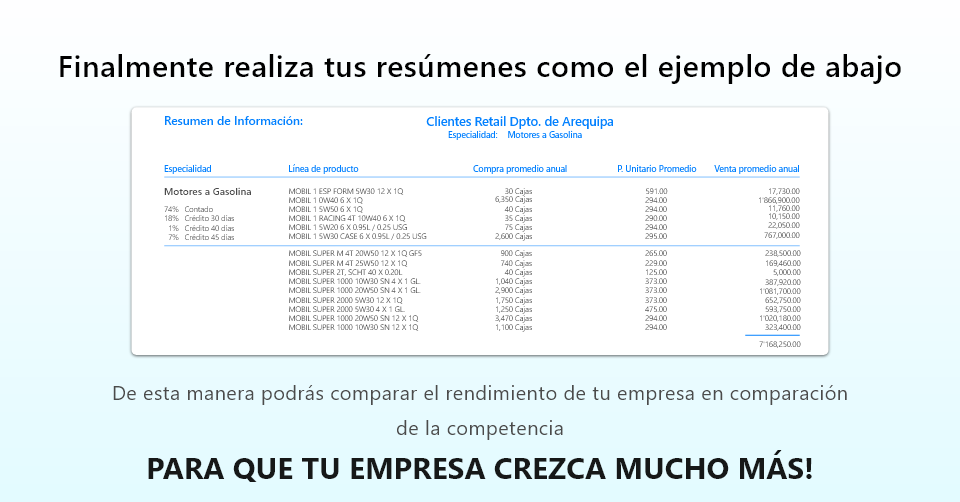 Finalmente realiza tus resúmenes como el ejemplo de abajo
Resumen de Información:
Clientes Retail Dpto. de Arequipa
Especialidad: Motores a Gasolina
Especialidad Línea de producto Compra promedio anual P. Unitario Promedio Venta promedio anual
Motores a Gasolina
74% Contado
18% Crédito 30 días
1% Crédito 40 días
7% Crédito 45 días
MOBIL 1 ESP FORM 5W30 12 X 1Q 30 Cajas 591.00 17,730.00
MOBIL 1 0W40 6 X 1Q 6,350 Cajas 294.00 1'866,900.00
MOBIL 1 5W50 6 X 1Q 40 Cajas 294.00 11,760.00
MOBIL 1 RACING 4T 10W40 6 X 1Q 35 Cajas 290.00 10,150.00
MOBIL 1 5W20 6 X 0.95L / 0.25 USG 75 Cajas 294.00 22,050.00
MOBIL 1 5W30 CASE 6 X 0.95L / 0.25 USG 2,600 Cajas 295.00 767,000.00
MOBIL SUPER M 4T 20W50 12 X 1Q GFS 900 Cajas 265.00 238,500.00
MOBIL SUPER M 4T 25W50 12 X 1Q 740 Cajas 229.00 169,460.00
MOBIL SUPER 2T, SCHT 40 X 0.20L 40 Cajas 125.00 5,000.00
MOBIL SUPER 1000 10W30 SN 4 X 1 GL. 1,040 Cajas 373.00 387,920.00
MOBIL SUPER 1000 20W50 SN 4 X 1 GL. 2,900 Cajas 373.00 1'081,700.00
MOBIL SUPER 2000 5W30 12 X 1Q 1,750 Cajas 373.00 652,750.00
MOBIL SUPER 2000 5W30 4 X 1 GL. 1,250 Cajas 475.00 593,750.00
MOBIL SUPER 1000 20W50 SN 12 X 1Q 3,470 Cajas 294.00 1'020,180.00
MOBIL SUPER 1000 10W30 SN 12 X 1Q 1,100 Cajas 294.00 323,400.00
7'168,250.00
De esta manera podrás comparar el rendimiento de tu empresa en comparación
de la competencia
PARA QUE TU EMPRESA CREZCA MUCHO MÁS!